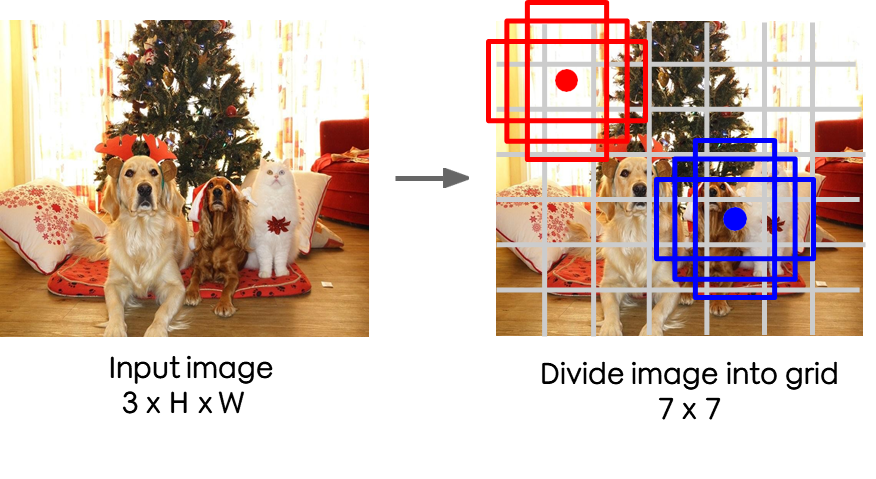 Input image
3 x H x W
Divide image into grid
7 x 7